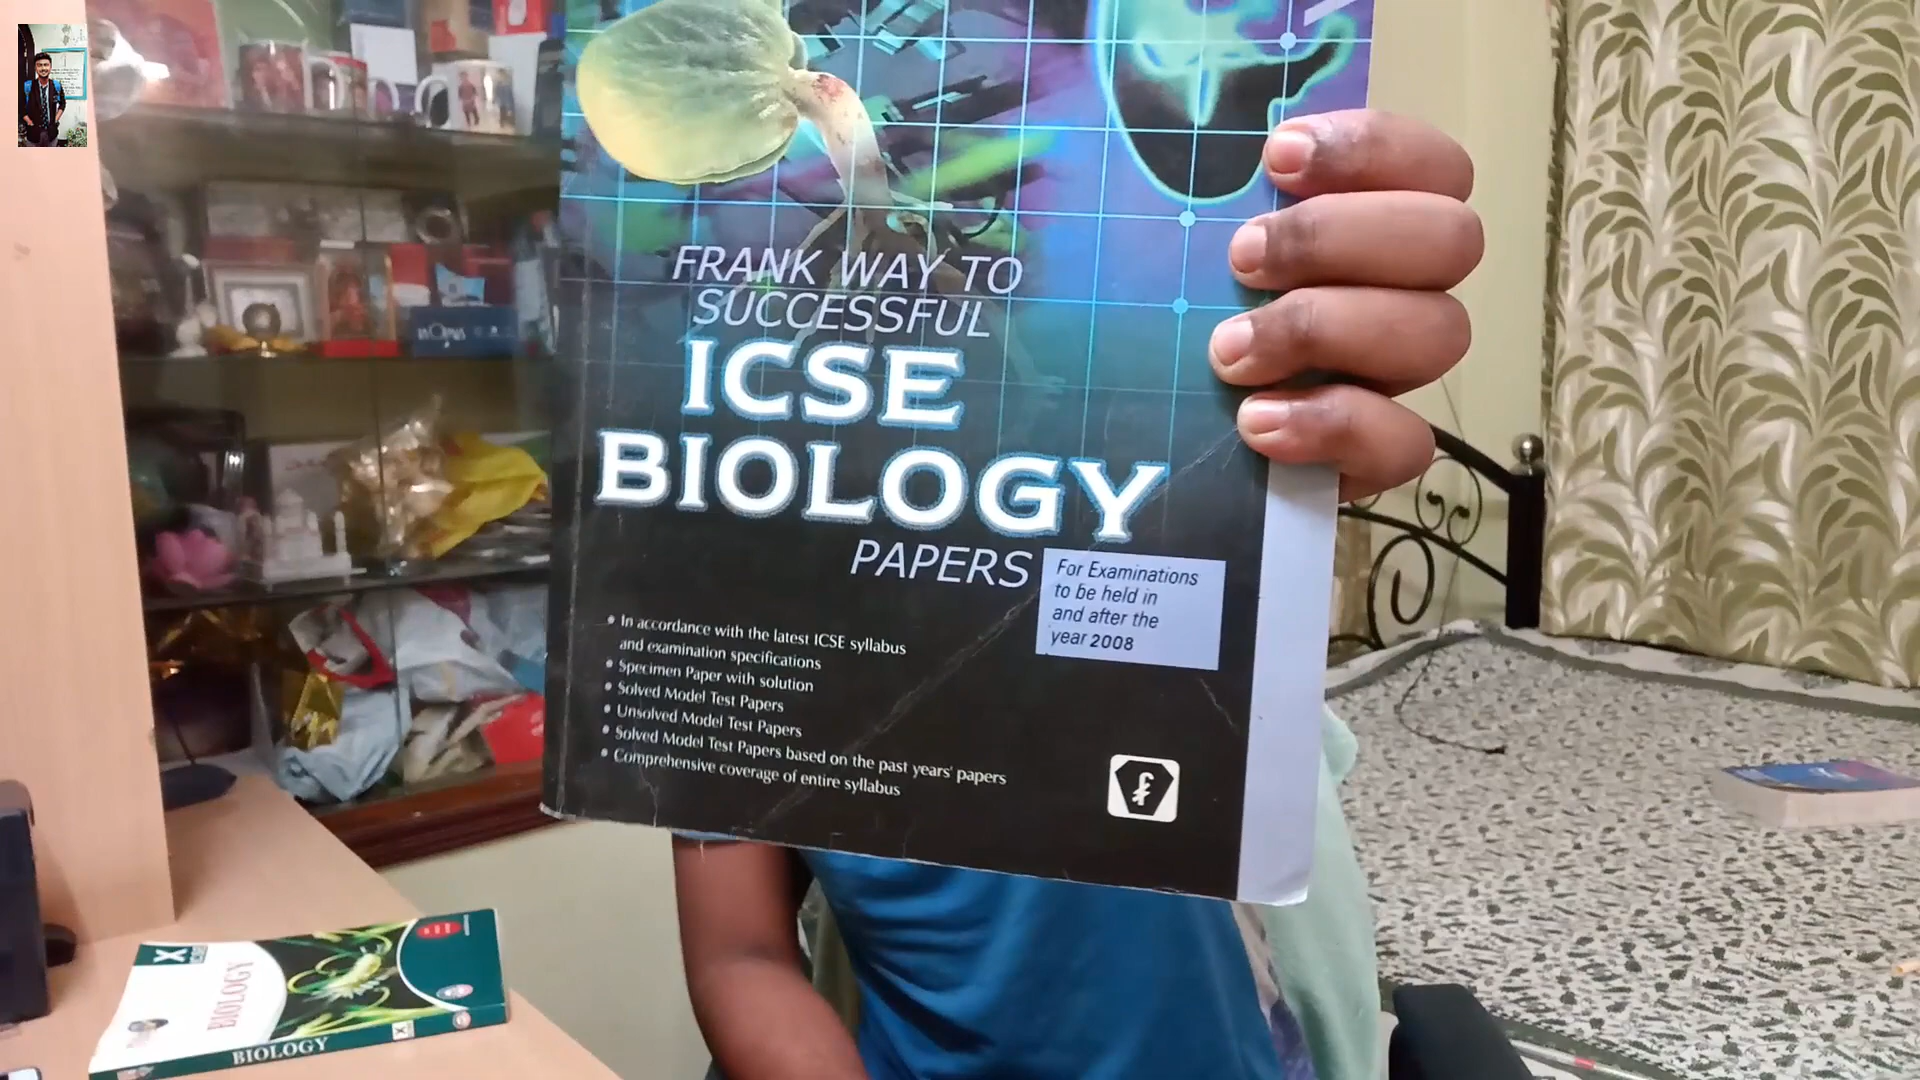 FRANK WAY TO
SUCCESSFUL
ICSE
BIOLOGY
PAPERS
For Examinations
to be held in
and after the
year 2008
• In accordance with the latest ICSE syllabus
and examination specifications
• Specimen Paper with solution
• Solved Model Test Papers
• Unsolved Model Test Papers
• Solved Model Test Papers based on the past years' papers
• Comprehensive coverage of entire syllabus
X
BIOLOGY
BIOLOGY